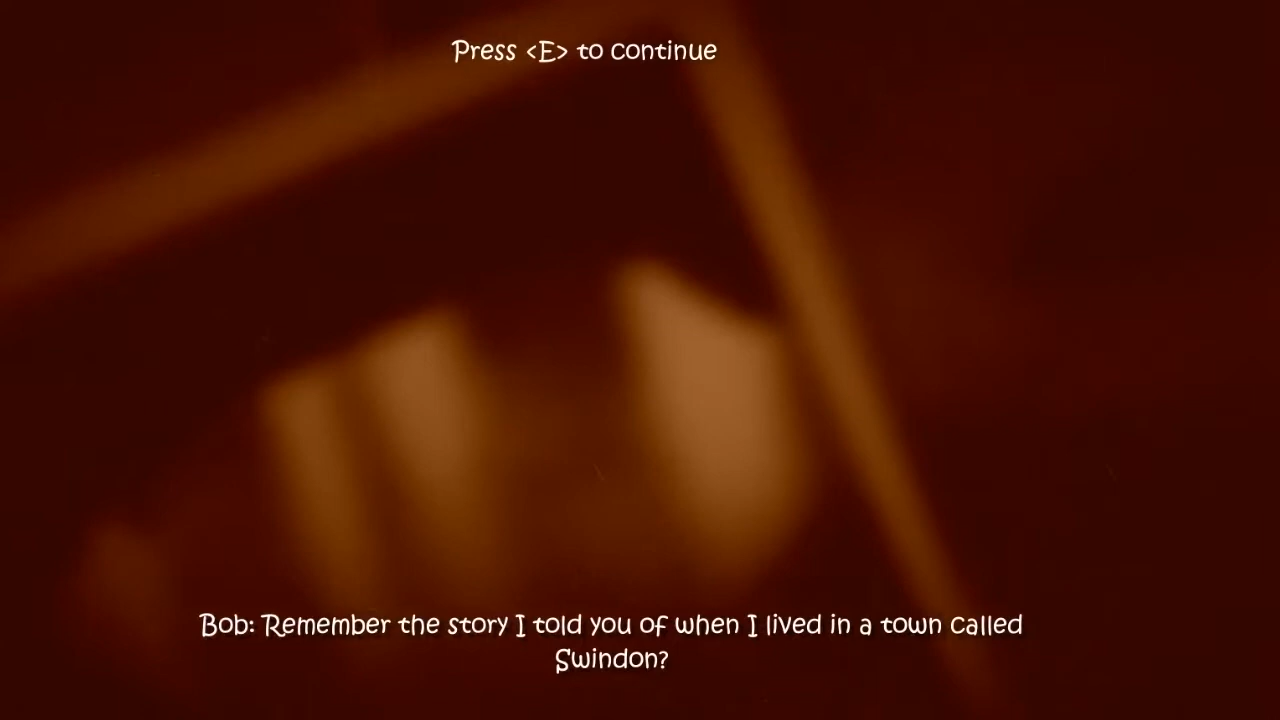 Press <E> to continue
Bob: Remember the story I told you of when I lived in a town called
Swindon?